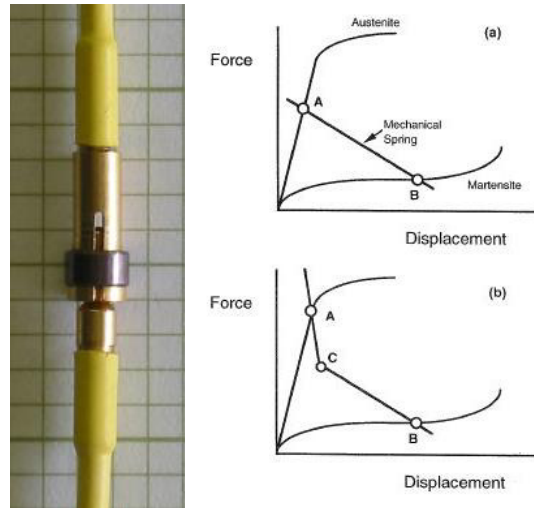 Austenite
(a)
Force
A
Mechanical
Spring
B
Martensite
Displacement
(b)
Force
A
C
B
Displacement